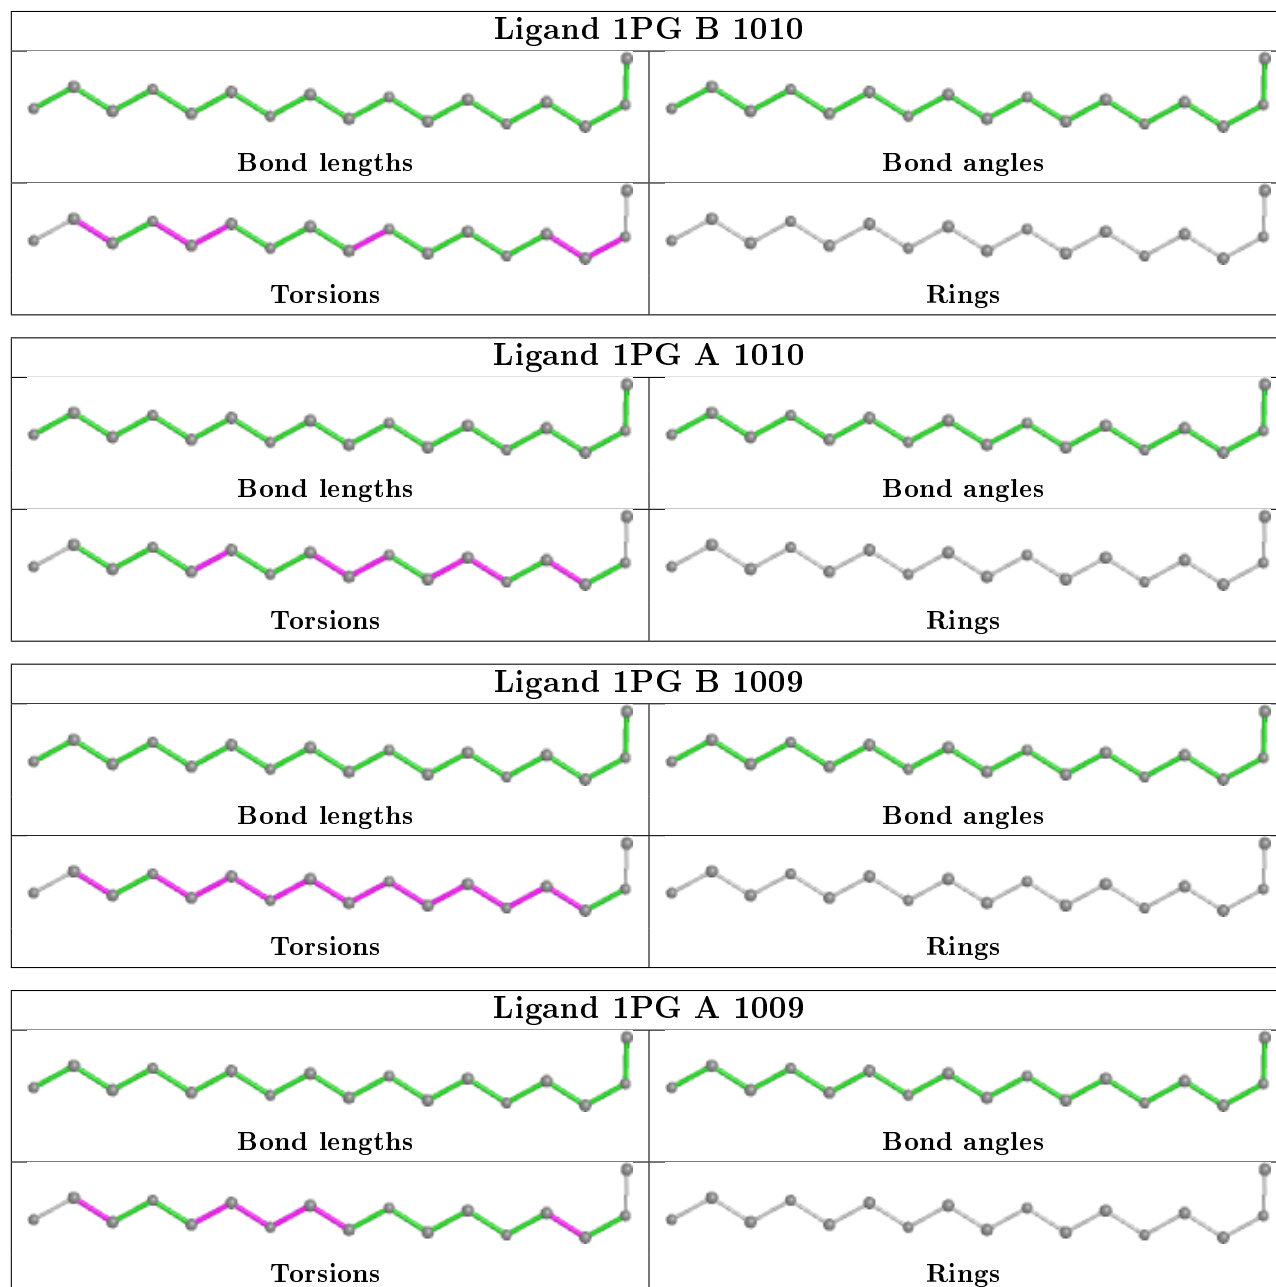 Ligand 1PG B 1010
Bond lengths
Bond angles
Torsions
Rings
Ligand 1PG A 1010
Bond lengths
Bond angles
Torsions
Rings
Ligand 1PG B 1009
Bond lengths
Bond angles
Torsions
Rings
Ligand 1PG A 1009
Bond lengths
Bond angles
Torsions
Rings